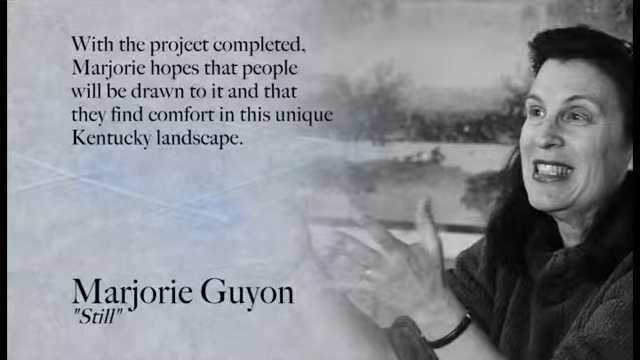 With the project completed,
Marjorie hopes that people
will be drawn to it and that
they find comfort in this unique
Kentucky landscape.
Marjorie Guyon
"Still"